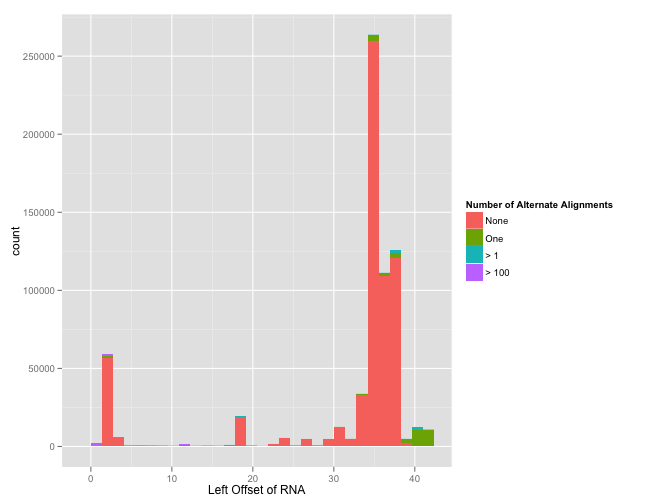 250000
200000
150000
100000
50000
0
count
0 10 20 30 40
Left Offset of RNA
Number of Alternate Alignments
None
One
> 1
> 100